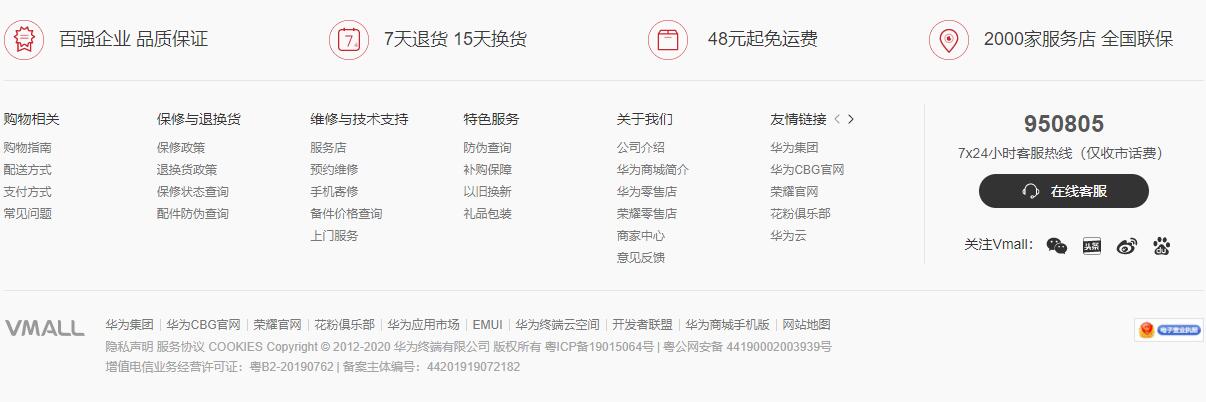 百强企业 品质保证
7天退货 15天换货
48元起免运费
2000家服务店 全国联保
购物相关
购物指南
配送方式
支付方式
常见问题
保修与退换货
保修政策
退换货政策
保修状态查询
配件防伪查询
维修与技术支持
服务店
预约维修
手机寄修
备件价格查询
上门服务
特色服务
防伪查询
补购保障
以旧换新
礼品包装
关于我们
公司介绍
华为商城简介
华为零售店
荣耀零售店
商家中心
意见反馈
友情链接 < >
华为集团
华为CBG官网
荣耀官网
花粉俱乐部
华为云
950805
7x24小时客服热线（仅收市话费）
在线客服
关注Vmall：
头条
du
VMALL
华为集团 | 华为CBG官网 | 荣耀官网 | 花粉俱乐部 | 华为应用市场 | EMUI | 华为终端云空间 | 开发者联盟 | 华为商城手机版 | 网站地图
隐私声明 服务协议 COOKIES Copyright © 2012-2020 华为终端有限公司 版权所有 粤ICP备19015064号 | 粤公网安备 44190002003939号
增值电信业务经营许可证：粤B2-20190762 | 备案主体编号：44201919072182
电子营业执照